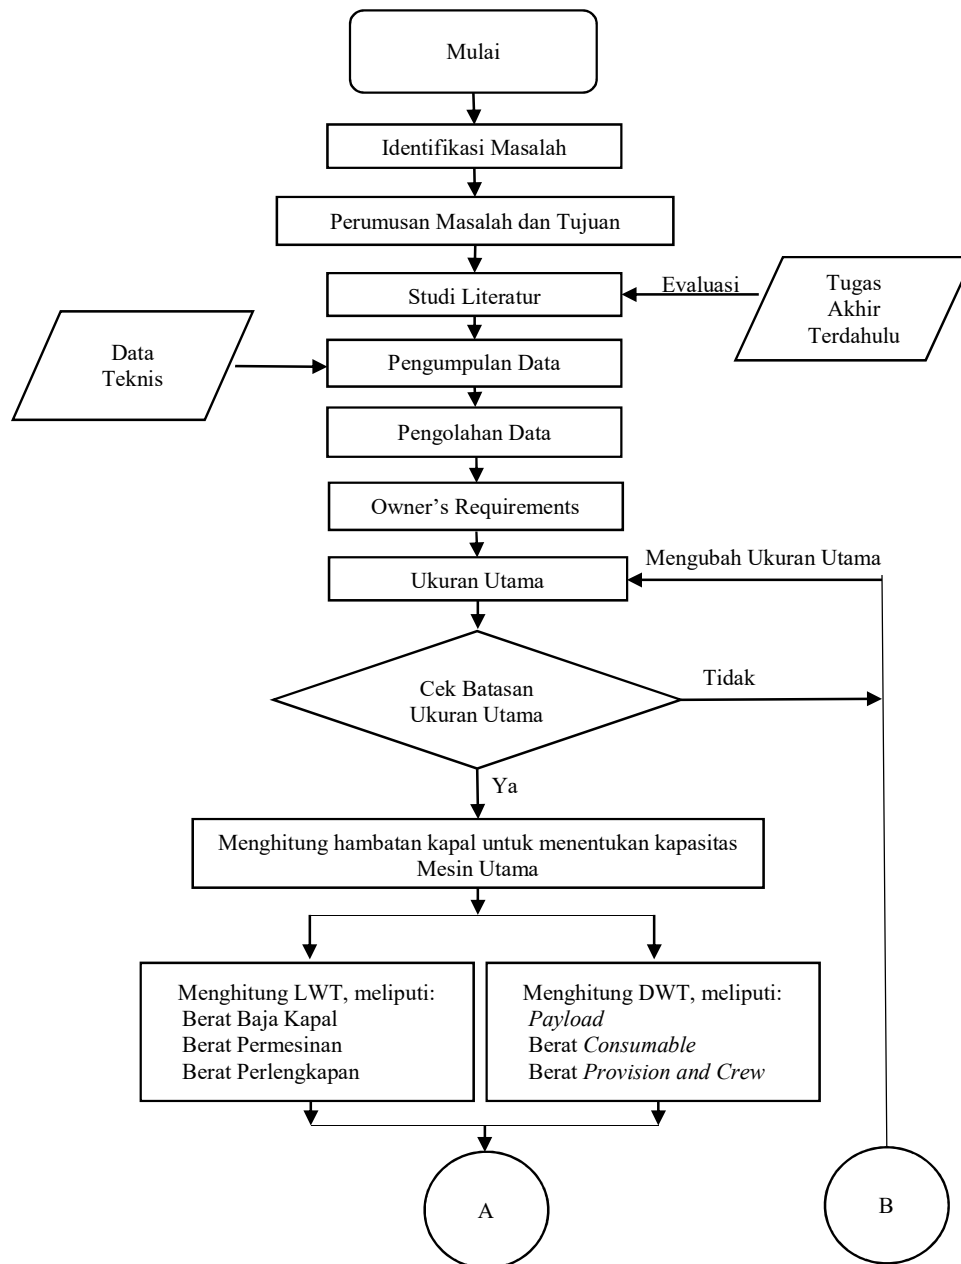 Mulai
Identifikasi Masalah
Perumusan Masalah dan Tujuan
Studi Literatur
Evaluasi
Tugas
Akhir
Terdahulu
Data
Teknis
Pengumpulan Data
Pengolahan Data
Owner’s Requirements
Ukuran Utama
Mengubah Ukuran Utama
Cek Batasan
Ukuran Utama
Tidak
Ya
Menghitung hambatan kapal untuk menentukan kapasitas
Mesin Utama
Menghitung LWT, meliputi:
Berat Baja Kapal
Berat Permesinan
Berat Perlengkapan
Menghitung DWT, meliputi:
Payload
Berat Consumable
Berat Provision and Crew
A
B